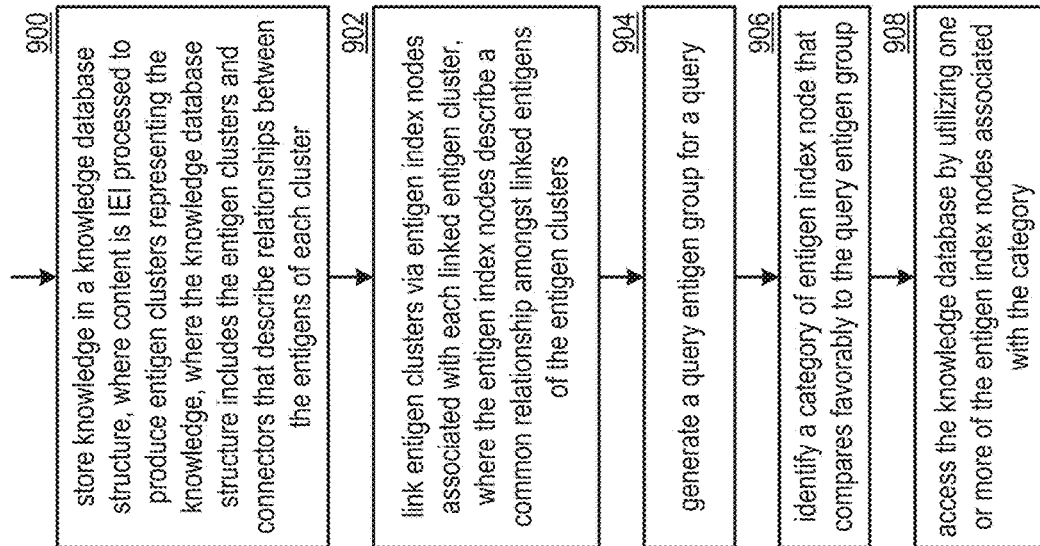 900
store knowledge in a knowledge database
structure, where content is IEI processed to
produce entigen clusters representing the
knowledge, where the knowledge database
structure includes the entigen clusters and
connectors that describe relationships between
the entigens of each cluster
902
link entigen clusters via entigen index nodes
associated with each linked entigen cluster,
where the entigen index nodes describe a
common relationship amongst linked entigens
of the entigen clusters
904
generate a query entigen group for a query
906
identify a category of entigen index node that
compares favorably to the query entigen group
908
access the knowledge database by utilizing one
or more of the entigen index nodes associated
with the category